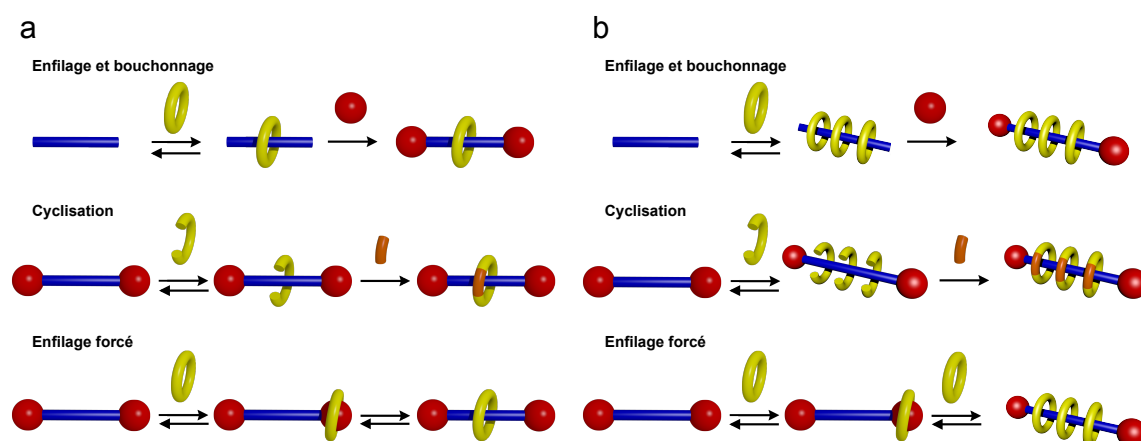 a
Enfilage et bouchonnage
Cyclisation
Enfilage forcé
b
Enfilage et bouchonnage
Cyclisation
Enfilage forcé